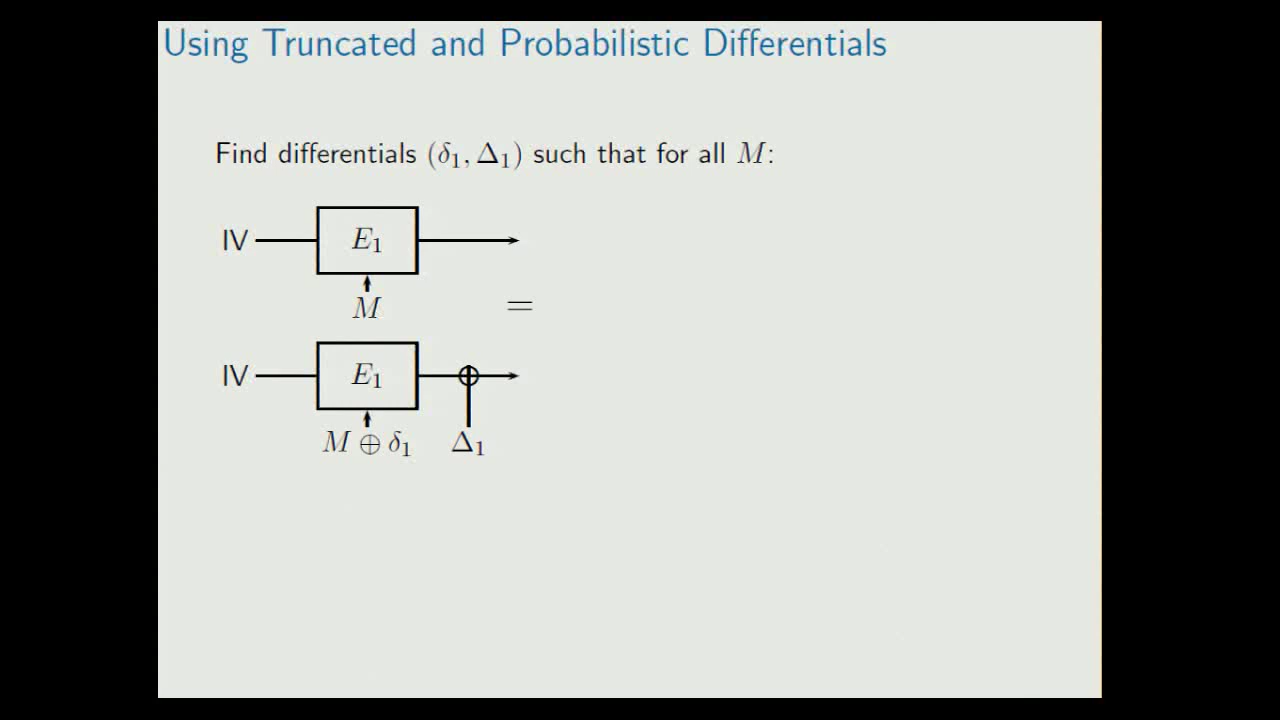 Using Truncated and Probabilistic Differentials
Find differentials (δ₁, Δ₁) such that for all M:
IV E₁
M
=
IV E₁
M ⊕ δ₁ Δ₁